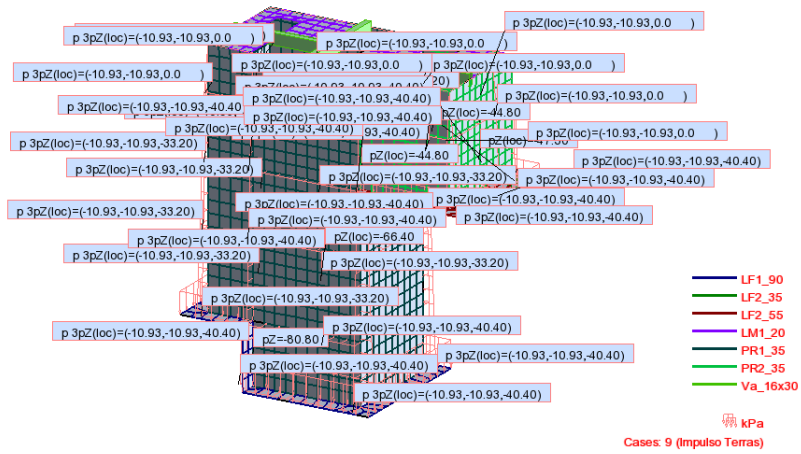 p 3pZ(loc)=(-10.93,-10.93,0.0 )
p 3pZ(loc)=(-10.93,-10.93,0.0 )
p 3pZ(loc)=(-10.93,-10.93,0.0 )
p 3pZ(loc)=(-10.93,-10.93,0.0 )
p 3pZ(loc)=(-10.93,-10.93,0.0 )
p 3pZ(loc)=(-10.93,-10.93,0.0 )
p 3pZ(loc)=(-10.93,-10.93,0.0 )
p 3pZ(loc)=(-10.93,-10.93,-40.40)
p 3pZ(loc)=(-10.93,-10.93,-40.40
pZ=-44.80
p 3pZ(loc)=(-10.93,-10.93,-40.40)
p 3pZ(loc)=(-10.93,-10.93,-40.40)
p 3pZ(loc)=(-10.93,-10.93,0.0 )
p 3pZ(loc)=(-10.93,-10.93,-33.20)
pZ(loc)=-44.80
p 3pZ(loc)=(-10.93,-10.93,-40.40)
p 3pZ(loc)=(-10.93,-10.93,-33.20)
p 3pZ(loc)=(-10.93,-10.93,-33.20)
p 3pZ(loc)=(-10.93,-10.93,-40.40)
p 3pZ(loc)=(-10.93,-10.93,-40.40)
p 3pZ(loc)=(-10.93,-10.93,-40.40)
p 3pZ(loc)=(-10.93,-10.93,-33.20)
p 3pZ(loc)=(-10.93,-10.93,-40.40)
p 3pZ(loc)=(-10.93,-10.93,-40.40)
p 3pZ(loc)=(-10.93,-10.93,-40.40)
pZ(loc)=-66.40
p 3pZ(loc)=(-10.93,-10.93,-33.20)
p 3pZ(loc)=(-10.93,-10.93,-33.20)
p 3pZ(loc)=(-10.93,-10.93,-33.20)
p 3pZ(loc)=(-10.93,-10.93,-40.40)
p 3pZ(loc)=(-10.93,-10.93,-40.40)
pZ=-80.80
p 3pZ(loc)=(-10.93,-10.93,-40.40)
p 3pZ(loc)=(-10.93,-10.93,-40.40)
p 3pZ(loc)=(-10.93,-10.93,-40.40)
LF1_90
LF2_35
LF2_55
LM1_20
PR1_35
PR2_35
Va_16x30
kPa
Cases: 9 (Impulso Terras)